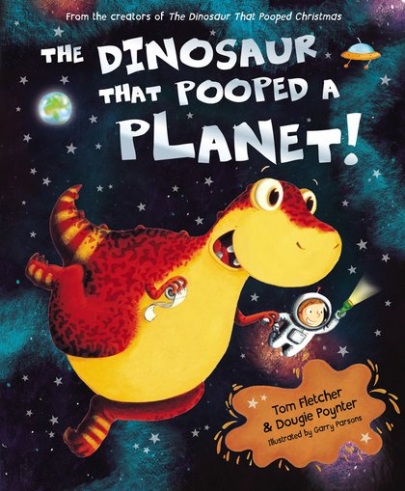 From the creators of The Dinosaur That Pooped Christmas
THE DINOSAUR
THAT POOPED A
PLANET!
Tom Fletcher
& Dougie Poynter
Illustrated by Garry Parsons